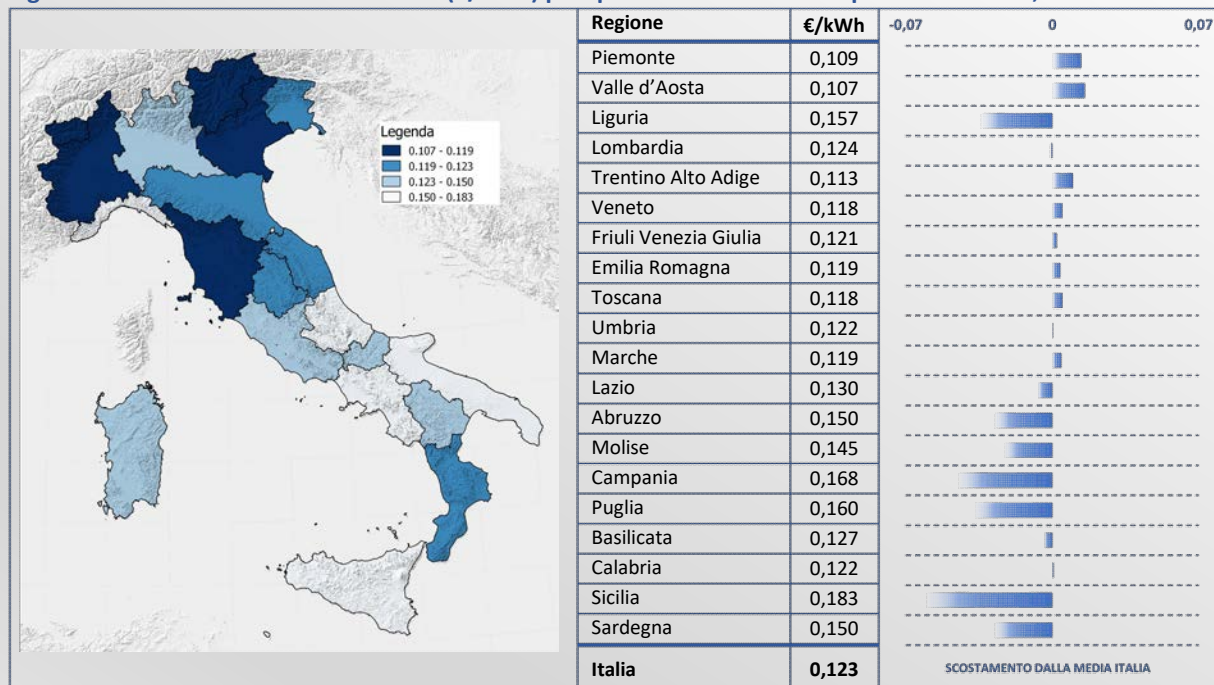 Regione €/kWh -0,07 0 0,07
Piemonte 0,109
Valle d'Aosta 0,107
Liguria 0,157
Lombardia 0,124
Trentino Alto Adige 0,113
Veneto 0,118
Friuli Venezia Giulia 0,121
Emilia Romagna 0,119
Toscana 0,118
Umbria 0,122
Marche 0,119
Lazio 0,130
Abruzzo 0,150
Molise 0,145
Campania 0,168
Puglia 0,160
Basilicata 0,127
Calabria 0,122
Sicilia 0,183
Sardegna 0,150
Italia 0,123 SCOSTAMENTO DALLA MEDIA ITALIA
Legenda
0.107 - 0.119
0.119 - 0.123
0.123 - 0.150
0.150 - 0.183